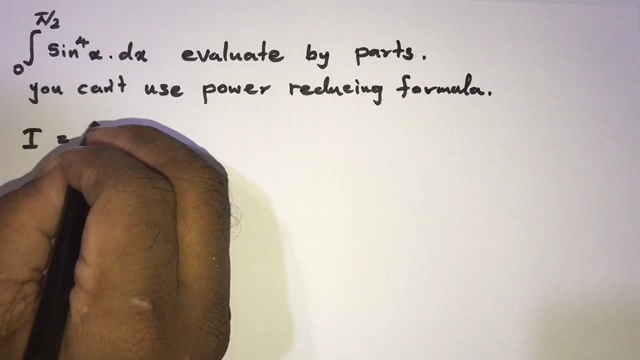 ∫₀^π/2 sin⁴x.dx evaluate by parts.
you can't use power reducing formula.
I =